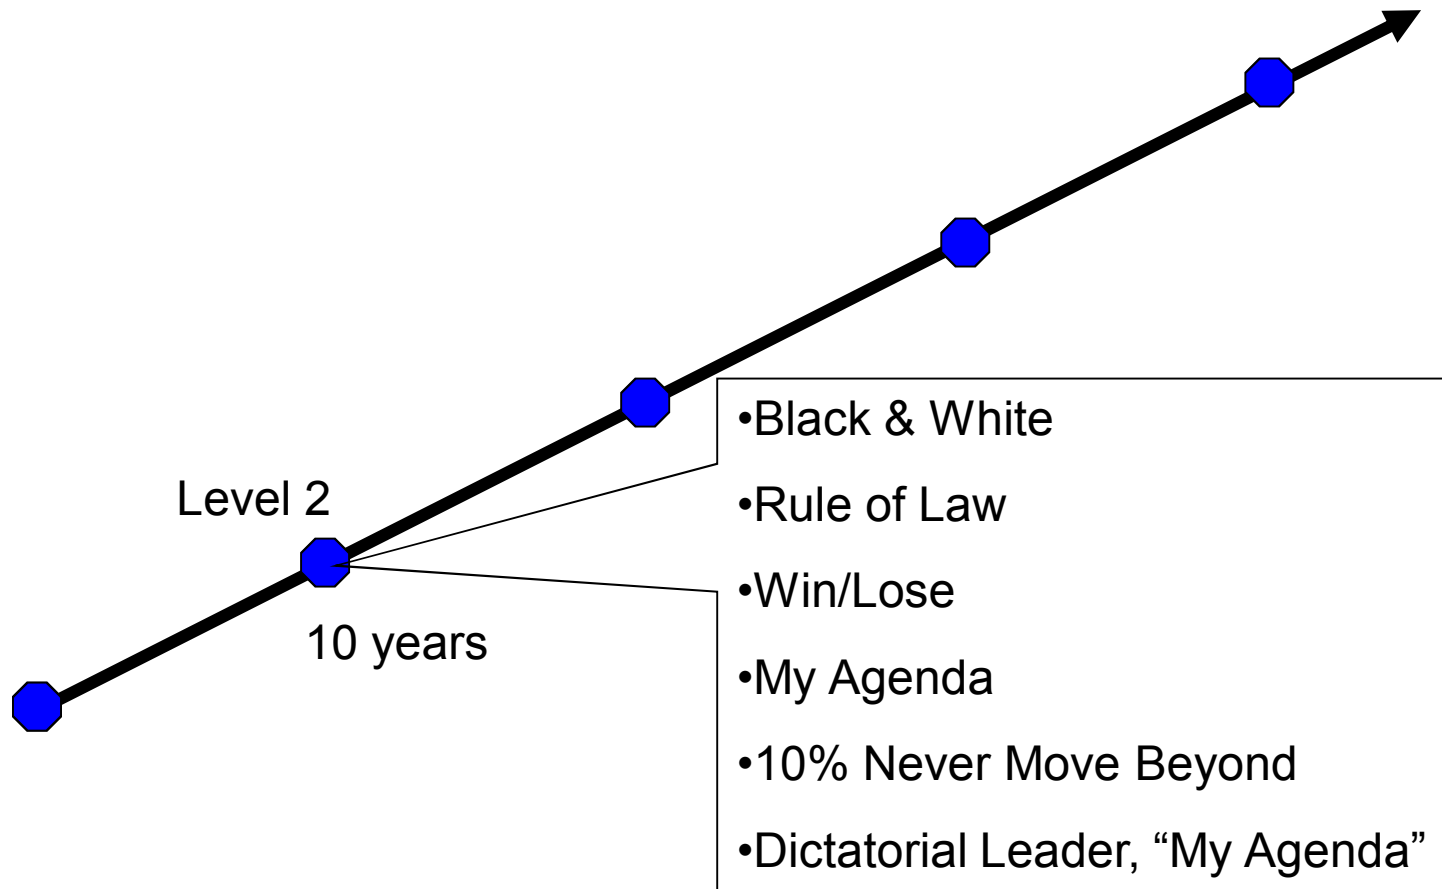 Level 2
10 years
•Black & White
•Rule of Law
•Win/Lose
•My Agenda
•10% Never Move Beyond
•Dictatorial Leader, “My Agenda”